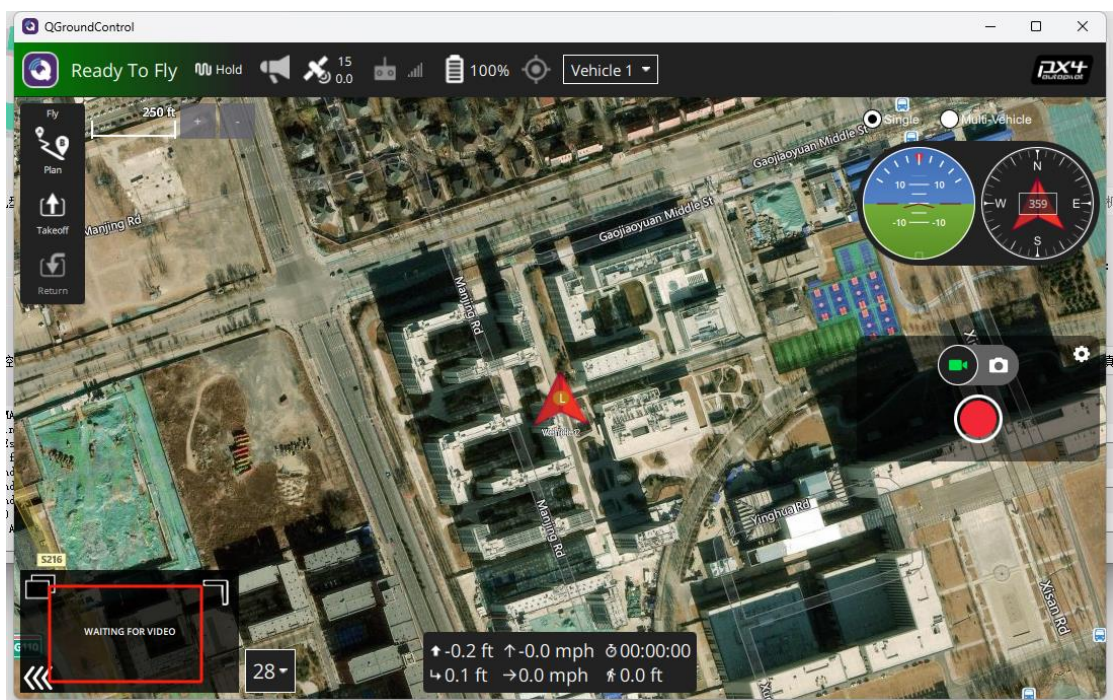 QGroundControl
Ready To Fly
Hold
15
0.0
100%
Vehicle 1
px4
autopilot
Fly
250 ft
+
-
Single
Multi-Vehicle
Plan
Takeoff
Return
Manjing Rd
Gaojiaoyuan Middle St
Gaojiaoyuan Middle St
Manjing Rd
10
10
-10
-10
N
W
359
E
S
L
Manjing Rd
Yinghua Rd
Xisan Rd
S216
G110
WAITING FOR VIDEO
28
-0.2 ft
-0.0 mph
00:00:00
0.1 ft
0.0 mph
0.0 ft